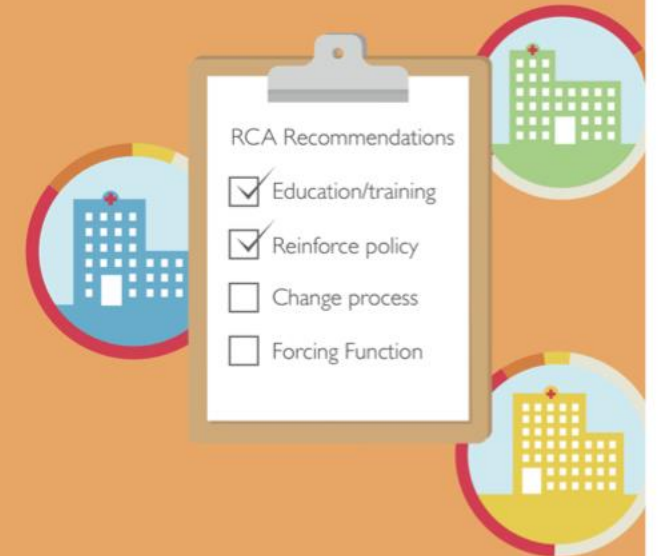 RCA Recommendations
Education/training
Reinforce policy
Change process
Forcing Function